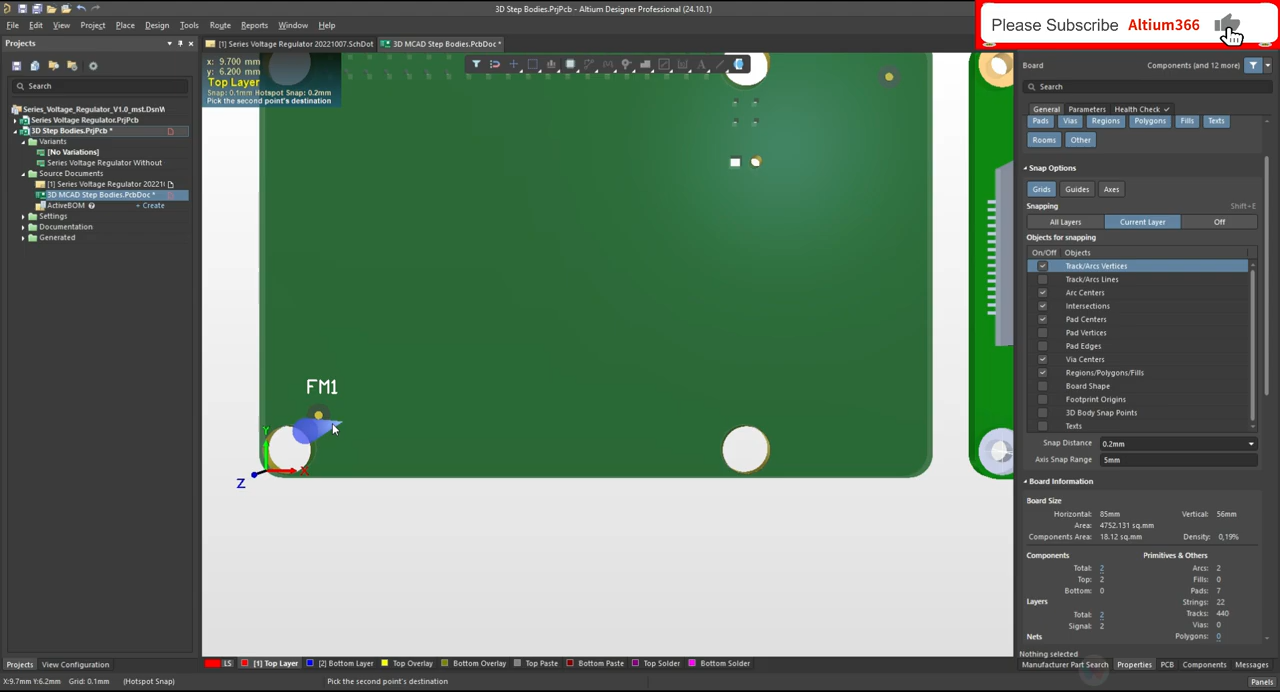 3D Step Bodies.PrjPcb - Altium Designer Professional (24.10.1)
Please Subscribe Altium366
File Edit View Project Place Design Tools Route Reports Window Help
Projects
[1] Series Voltage Regulator 20221007.SchDot
3D MCAD Step Bodies.PcbDoc *
Search
Series_Voltage_Regulator_V1.0_mst.DsnW
Series Voltage Regulator.PrjPcb
3D Step Bodies.PrjPcb *
Variants
[No Variations]
Series Voltage Regulator Without
Source Documents
[1] Series Voltage Regulator 20221
3D MCAD Step Bodies.PcbDoc *
ActiveBOM
+ Create
Settings
Documentation
Generated
x: 9.700 mm
y: 6.200 mm
Top Layer
Snap: 0.1mm Hotspot Snap: 0.2mm
Pick the second point's destination
FM1
Y
X
Z
Board
Components (and 12 more)
Search
General Parameters Health Check
Pads Vias Regions Polygons Fills Texts
Rooms Other
Snap Options
Grids Guides Axes
Snapping Shift+E
All Layers Current Layer Off
Objects for snapping
On/Off Objects
Track/Arcs Vertices
Track/Arcs Lines
Arc Centers
Intersections
Pad Centers
Pad Vertices
Pad Edges
Via Centers
Regions/Polygons/Fills
Board Shape
Footprint Origins
3D Body Snap Points
Texts
Snap Distance 0.2mm
Axis Snap Range 5mm
Board Information
Board Size
Horizontal: 85mm Vertical: 56mm
Area: 4752.131 sq.mm
Components Area: 18.12 sq.mm Density: 0,19%
Components Primitives & Others
Total: 2 Arcs: 2
Top: 2 Fills: 0
Bottom: 0 Pads: 7
Layers Strings: 22
Total: 2 Tracks: 440
Signal: 2 Vias: 0
Nets Polygons: 0
Nothing selected
Projects View Configuration
LS [1] Top Layer [2] Bottom Layer Top Overlay Bottom Overlay Top Paste Bottom Paste Top Solder Bottom Solder
Manufacturer Part Search Properties PCB Components Messages
X:9.7mm Y:6.2mm Grid: 0.1mm (Hotspot Snap) Pick the second point's destination
Panels